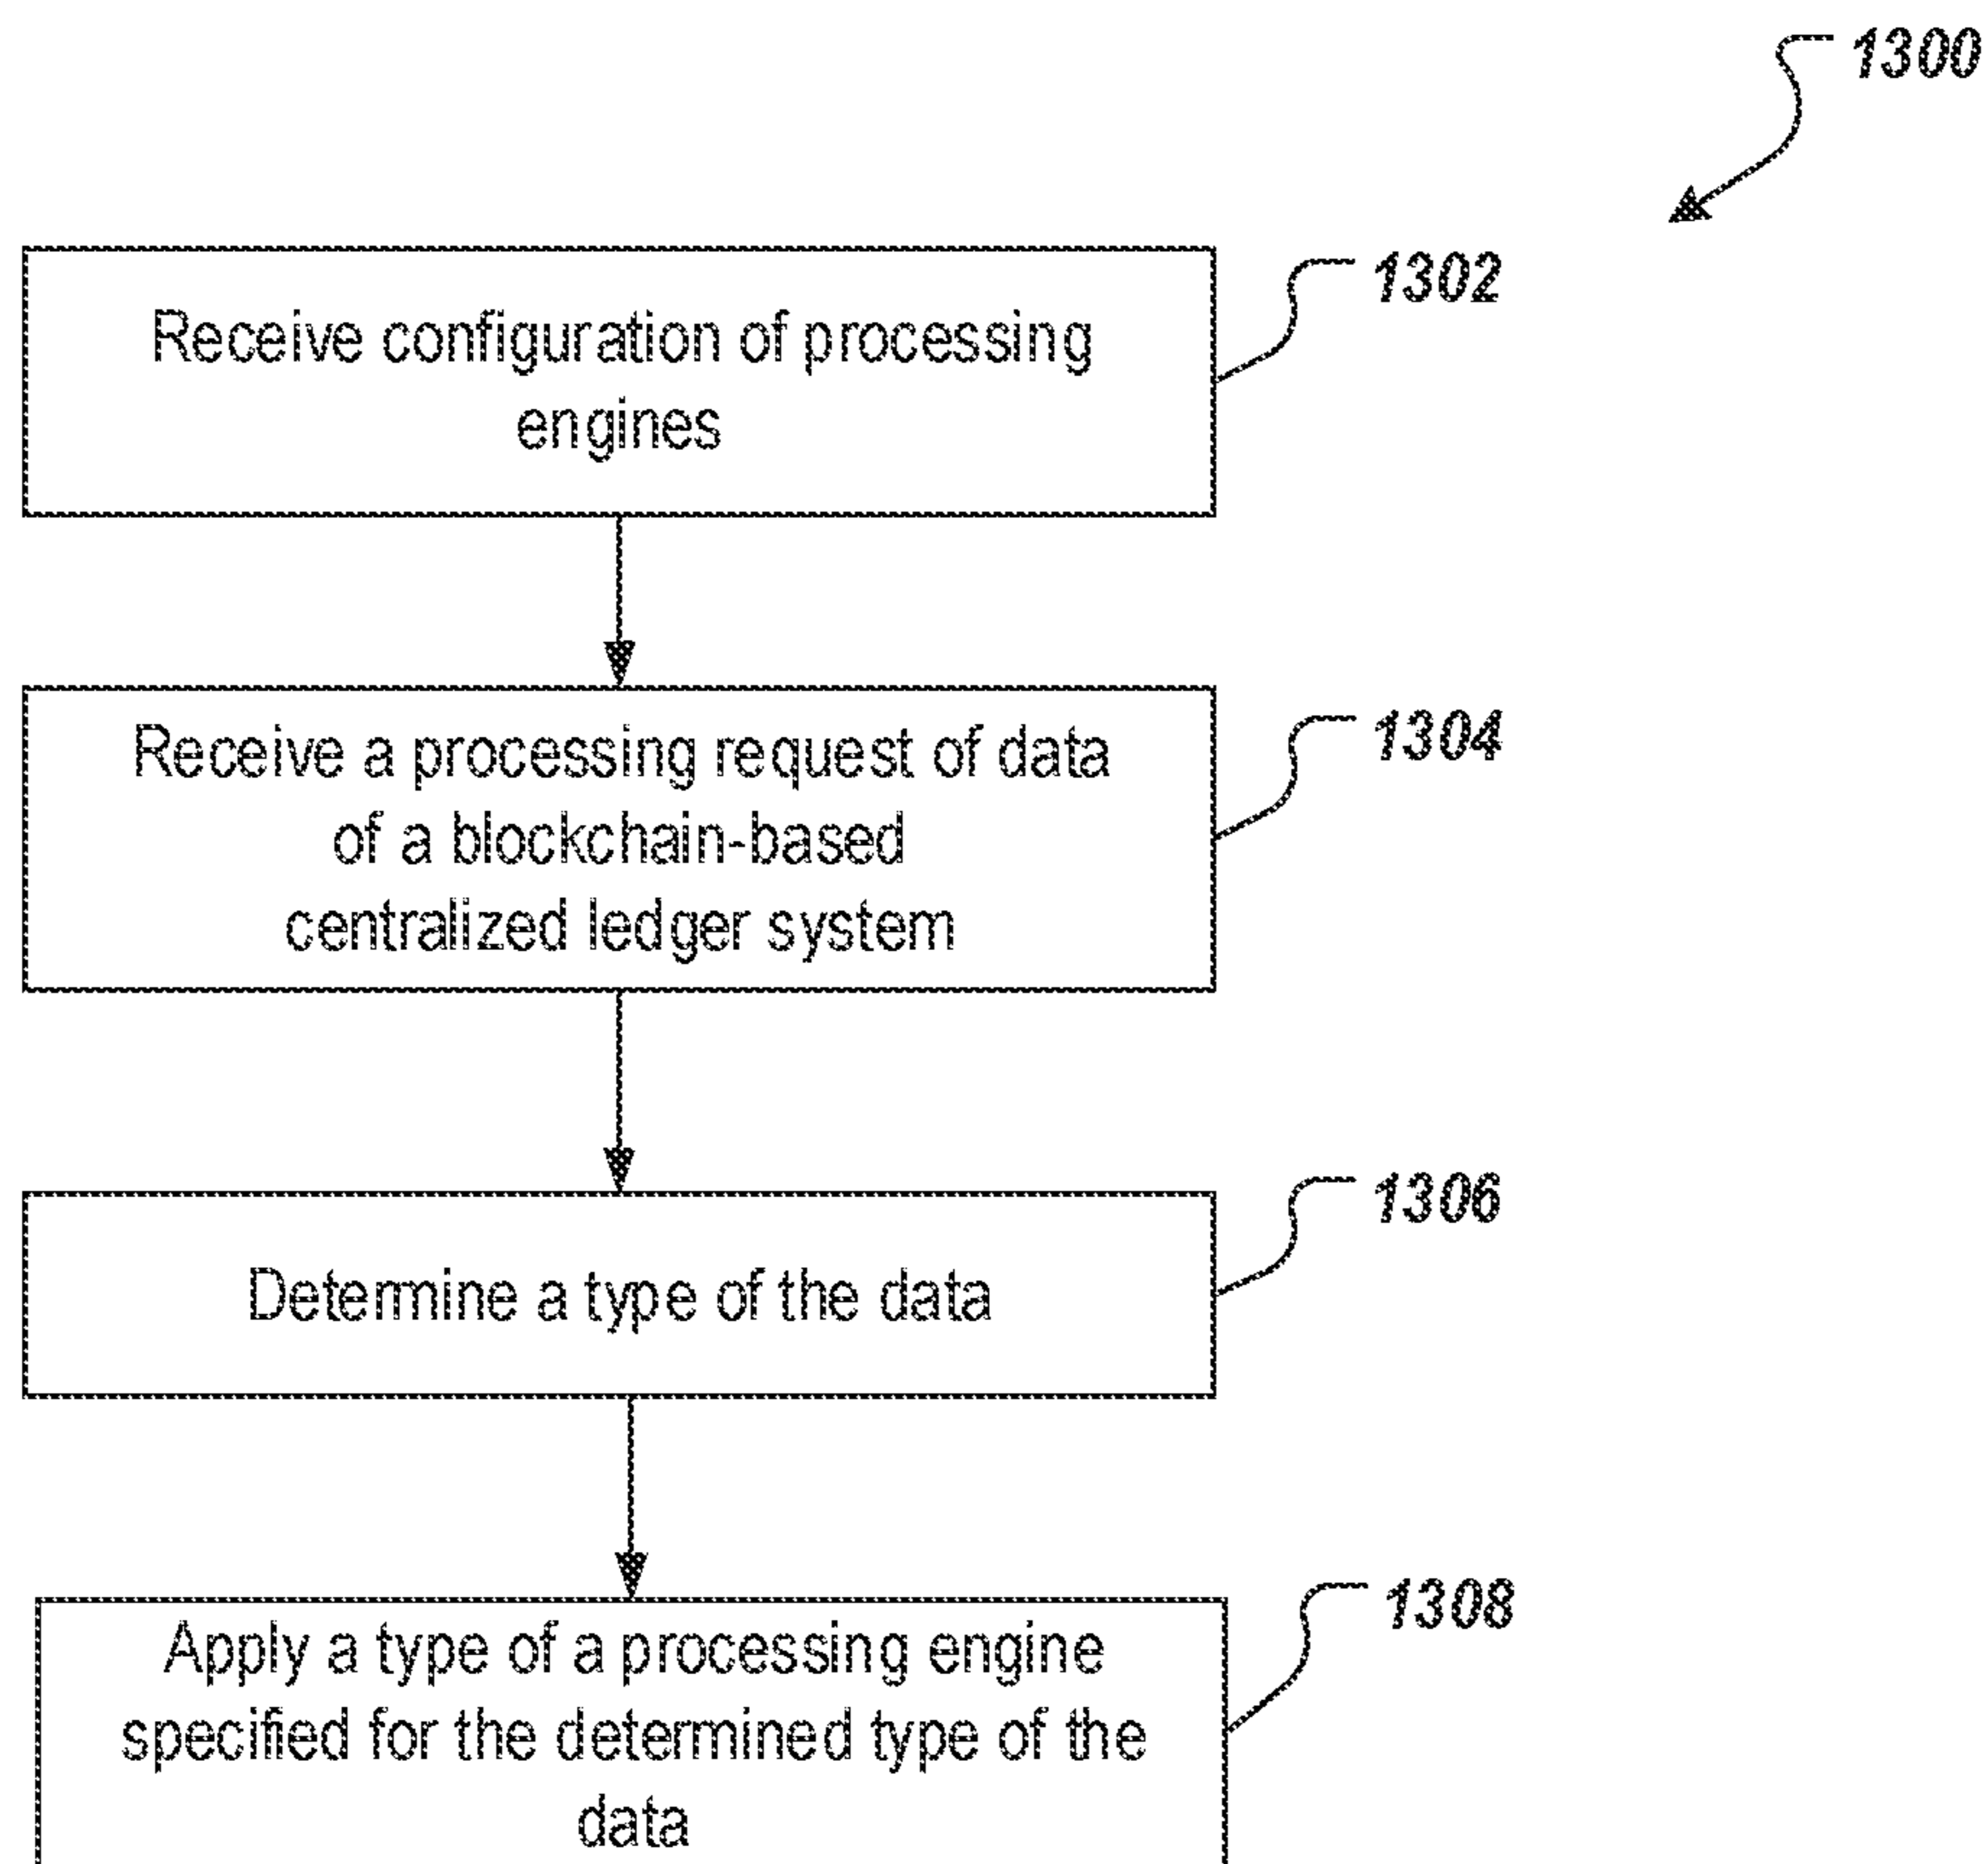 1300
1302
Receive configuration of processing
engines
1304
Receive a processing request of data
of a blockchain-based
centralized ledger system
1306
Determine a type of the data
1308
Apply a type of a processing engine
specified for the determined type of the
data